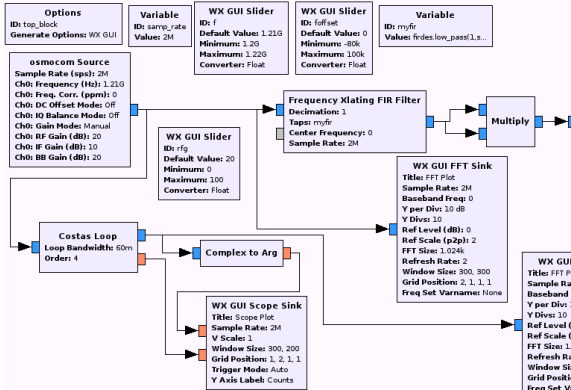 Options
ID: top_block
Generate Options: WX GUI
Variable
ID: samp_rate
Value: 2M
WX GUI Slider
ID: f
Default Value: 1.21G
Minimum: 1.2G
Maximum: 1.22G
Converter: Float
WX GUI Slider
ID: foffset
Default Value: 0
Minimum: -80k
Maximum: 100k
Converter: Float
Variable
ID: myfir
Value: firdes.low_pass(1,s...
osmocom Source
Sample Rate (sps): 2M
Ch0: Frequency (Hz): 1.21G
Ch0: Freq. Corr. (ppm): 0
Ch0: DC Offset Mode: Off
Ch0: IQ Balance Mode: Off
Ch0: Gain Mode: Manual
Ch0: RF Gain (dB): 20
Ch0: IF Gain (dB): 10
Ch0: BB Gain (dB): 20
WX GUI Slider
ID: rfg
Default Value: 20
Minimum: 0
Maximum: 100
Converter: Float
Frequency Xlating FIR Filter
Decimation: 1
Taps: myfir
Center Frequency: 0
Sample Rate: 2M
Multiply
WX GUI FFT Sink
Title: FFT Plot
Sample Rate: 2M
Baseband Freq: 0
Y per Div: 10 dB
Y Divs: 10
Ref Level (dB): 0
Ref Scale (p2p): 2
FFT Size: 1.024k
Refresh Rate: 2
Window Size: 300, 300
Grid Position: 2, 1, 1, 1
Freq Set Varname: None
Costas Loop
Loop Bandwidth: 60m
Order: 4
Complex to Arg
WX GUI Scope Sink
Title: Scope Plot
Sample Rate: 2M
V Scale: 1
Window Size: 300, 200
Grid Position: 1, 2, 1, 1
Trigger Mode: Auto
Y Axis Label: Counts
WX GU
Title: FFT P
Sample Ra
Baseband
Y per Div:
Y Divs: 10
Ref Level (
Ref Scale (
FFT Size: 1.
Refresh Ra
Window Siz
Grid Positio
Freq Set Va